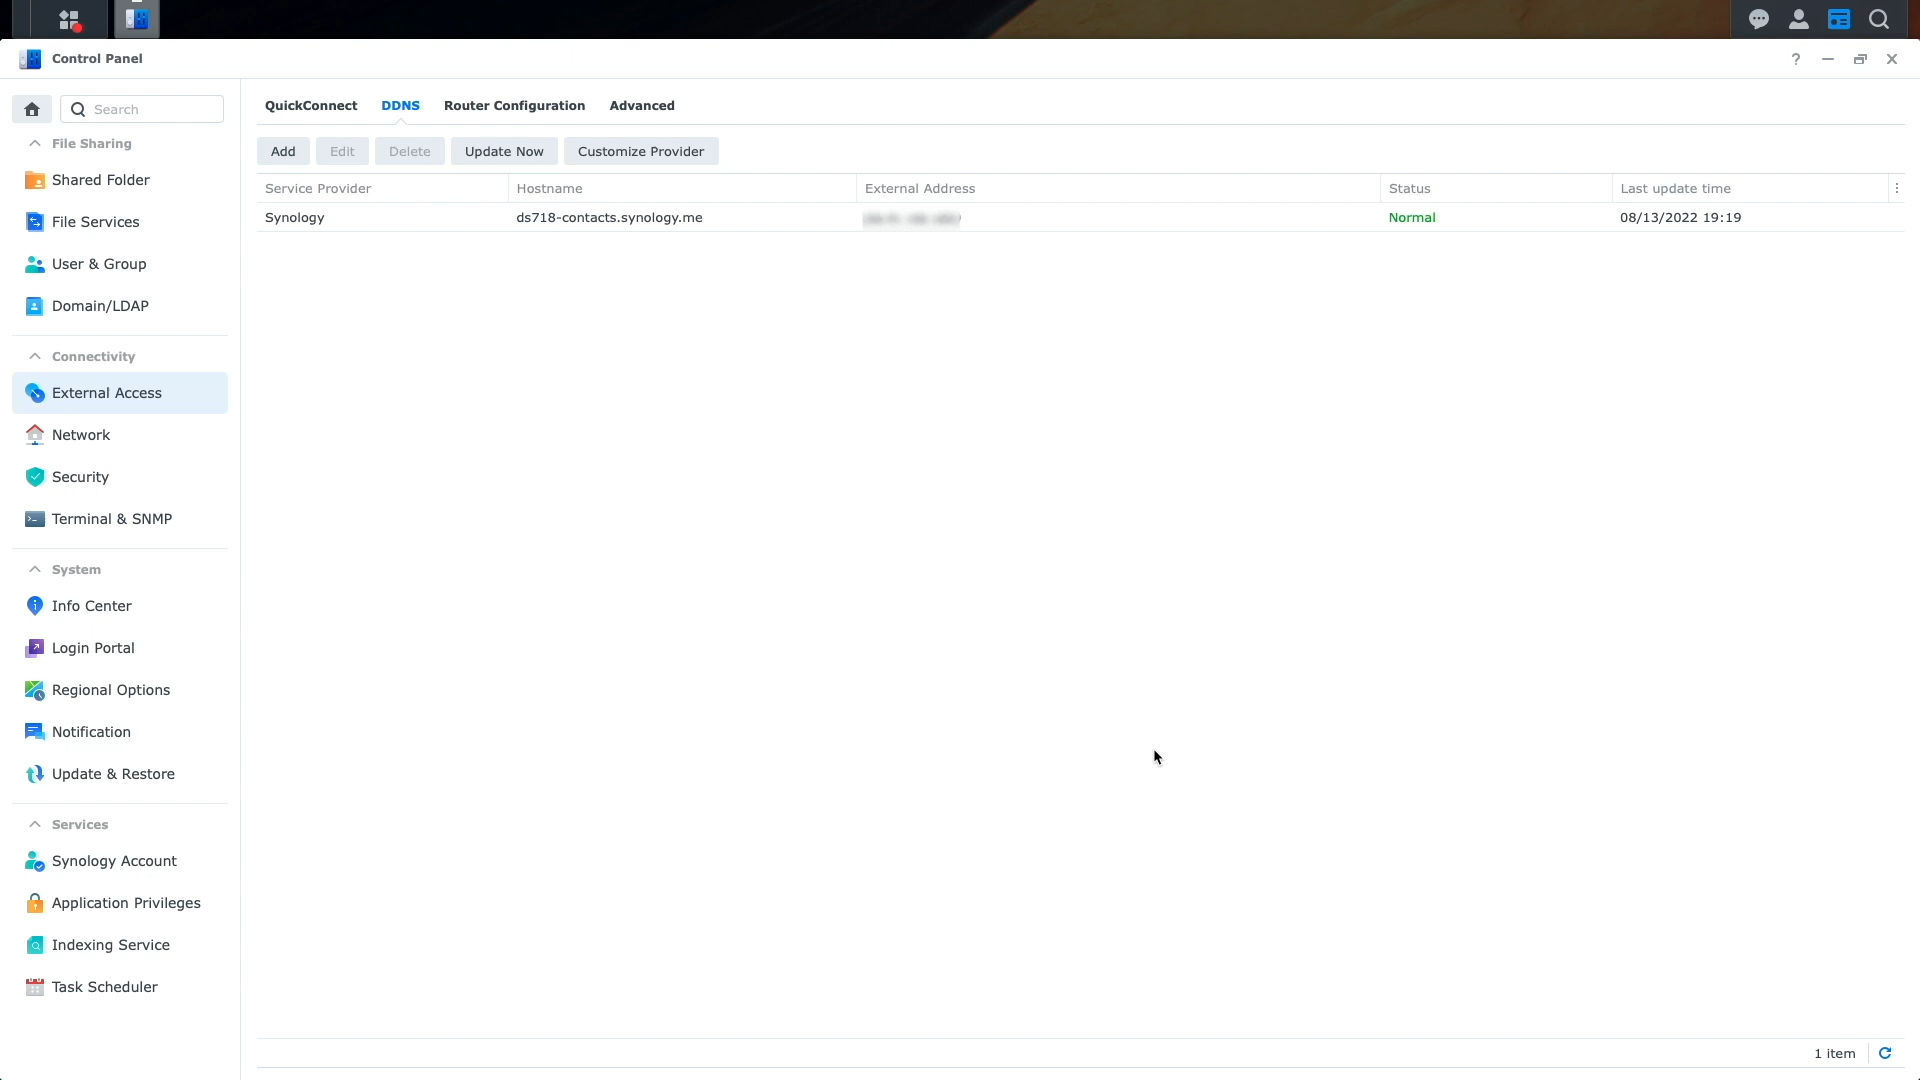 Control Panel
?
Search
File Sharing
Shared Folder
File Services
User & Group
Domain/LDAP
Connectivity
External Access
Network
Security
Terminal & SNMP
System
Info Center
Login Portal
Regional Options
Notification
Update & Restore
Services
Synology Account
Application Privileges
Indexing Service
Task Scheduler
QuickConnect DDNS Router Configuration Advanced
Add Edit Delete Update Now Customize Provider
Service Provider Hostname External Address Status Last update time
Synology ds718-contacts.synology.me Normal 08/13/2022 19:19
1 item